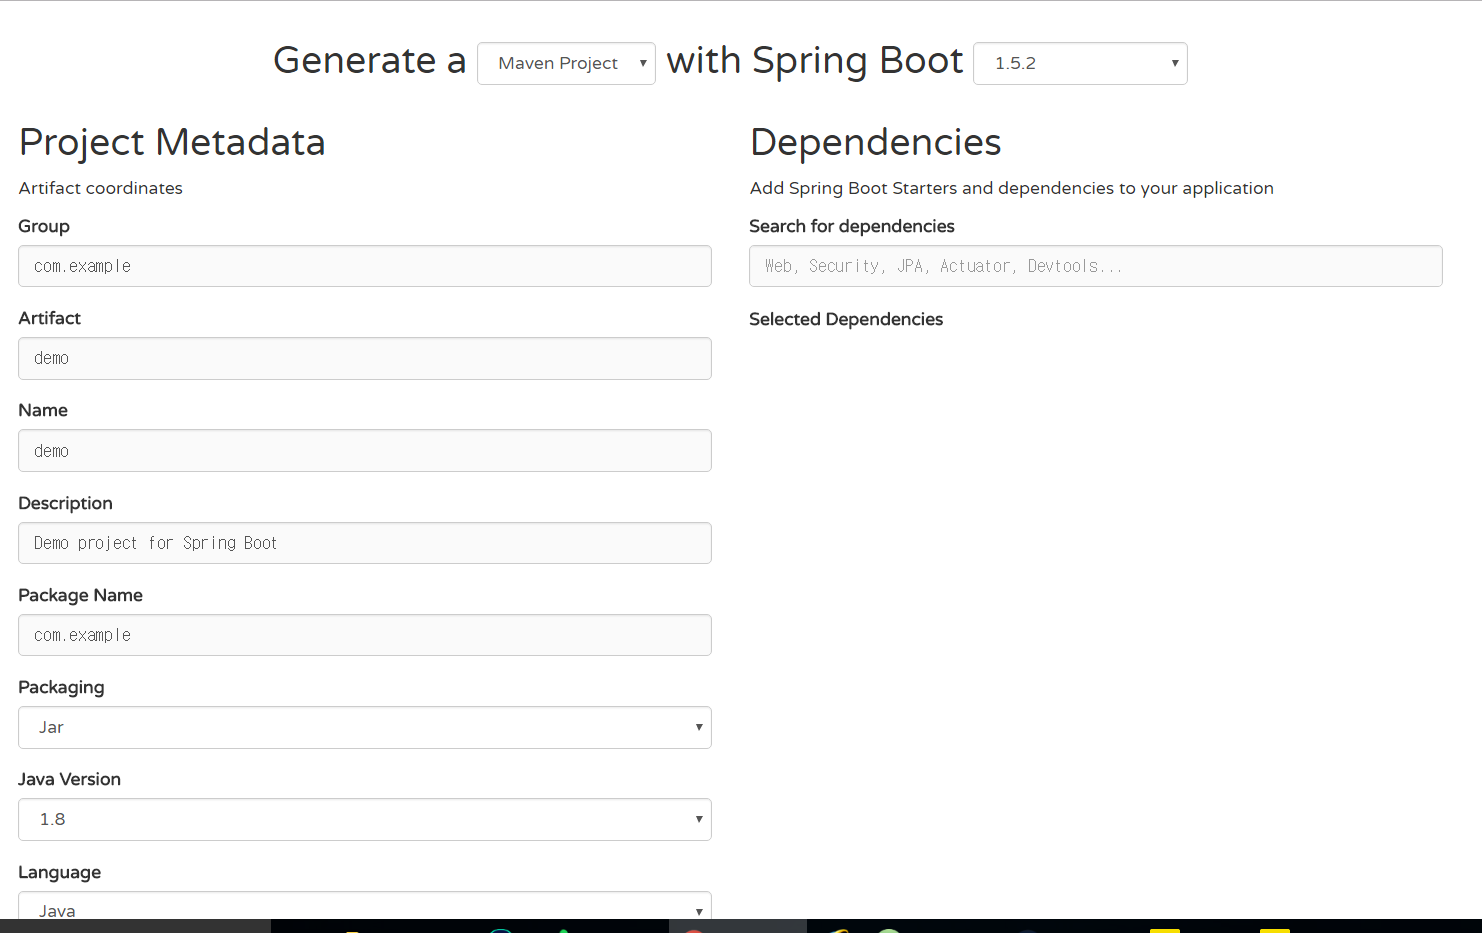 Generate a Maven Project with Spring Boot 1.5.2
Project Metadata
Artifact coordinates
Group
com.example
Artifact
demo
Name
demo
Description
Demo project for Spring Boot
Package Name
com.example
Packaging
Jar
Java Version
1.8
Language
Java
Dependencies
Add Spring Boot Starters and dependencies to your application
Search for dependencies
Web, Security, JPA, Actuator, Devtools...
Selected Dependencies